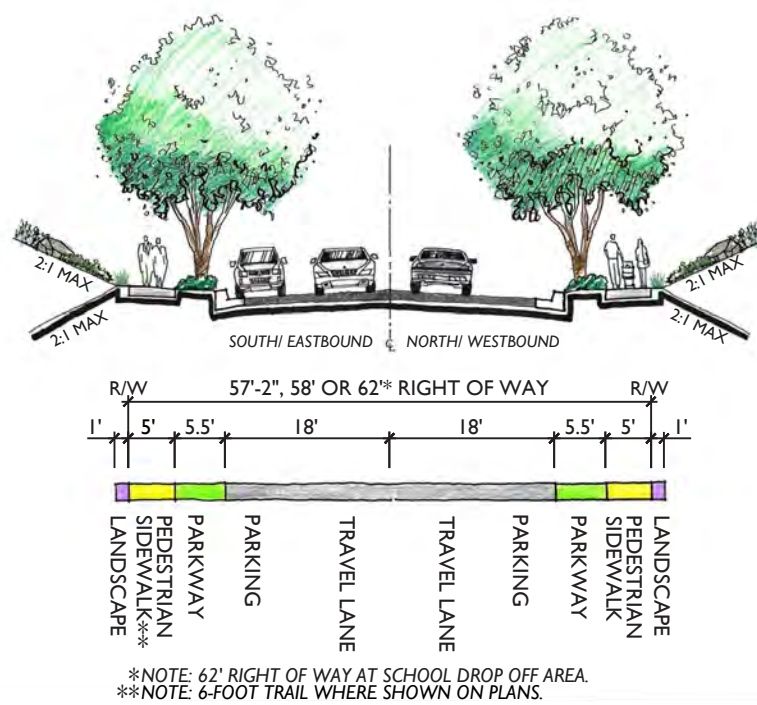 2:1 MAX
2:1 MAX
2:1 MAX
2:1 MAX
SOUTH/ EASTBOUND ℄ NORTH/ WESTBOUND
R/W 57'-2", 58' OR 62'* RIGHT OF WAY R/W
1' 5' 5.5' 18' 18' 5.5' 5' 1'
LANDSCAPE
PEDESTRIAN
SIDEWALK**
PARKWAY
PARKING
TRAVEL LANE
TRAVEL LANE
PARKING
PARKWAY
PEDESTRIAN
SIDEWALK
LANDSCAPE
*NOTE: 62' RIGHT OF WAY AT SCHOOL DROP OFF AREA.
**NOTE: 6-FOOT TRAIL WHERE SHOWN ON PLANS.